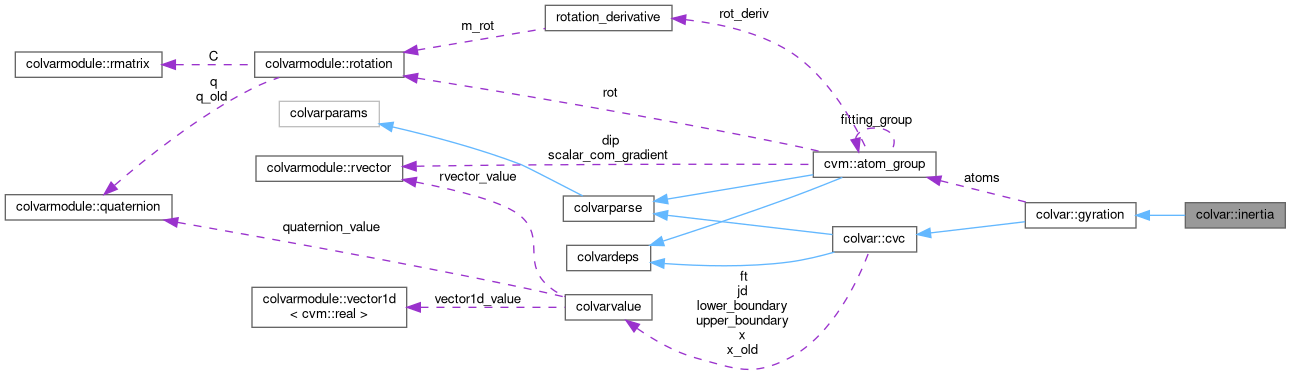 rotation_derivative
rot_deriv
m_rot
colvarmodule::rmatrix
C
colvarmodule::rotation
q
q_old
rot
colvarparams
fitting_group
dip
scalar_com_gradient
colvarmodule::rvector
rvector_value
cvm::atom_group
atoms
colvarmodule::quaternion
colvarparse
colvar::gyration
colvar::inertia
quaternion_value
colvar::cvc
colvardeps
ft
jd
lower_boundary
upper_boundary
x
x_old
colvarmodule::vector1d
< cvm::real >
vector1d_value
colvarvalue